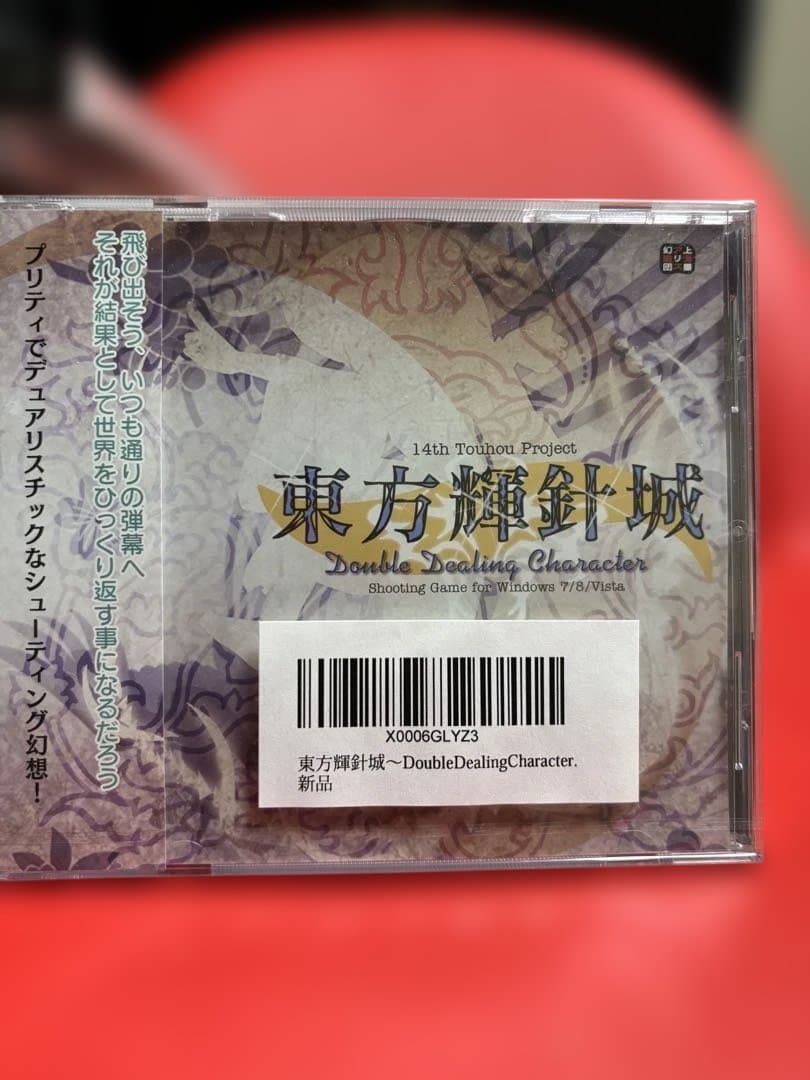 飛び出そう、いつも通りの弾幕へ
それが結果として世界をひっくり返す事になるだろう
プリティでデュアリスチックなシューティング幻想！
上海
アリス
幻樂団
14th Touhou Project
東方輝針城
Double Dealing Character
Shooting Game for Windows 7/8/Vista
X0006GLYZ3
東方輝針城～DoubleDealingCharacter.
新品